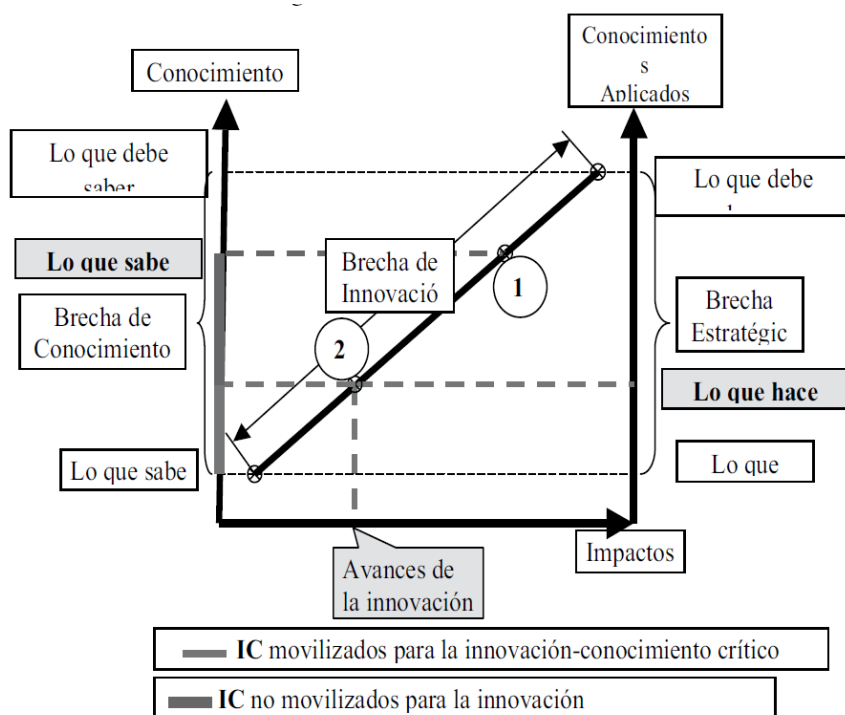 Conocimiento
Conocimiento
s
Aplicados
Lo que debe
saber
Lo que debe
Lo que sabe
Brecha de
Innovació
1
Brecha de
Conocimiento
Brecha
Estratégic
2
Lo que hace
Lo que sabe
Lo que
Impactos
Avances de
la innovación
IC movilizados para la innovación-conocimiento crítico
IC no movilizados para la innovación